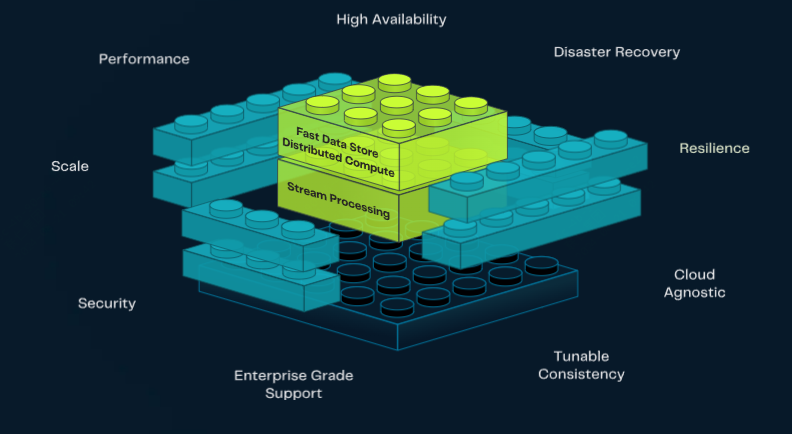 High Availability
Performance
Disaster Recovery
Fast Data Store
Distributed Compute
Resilience
Scale
Stream Processing
Cloud
Agnostic
Security
Tunable
Consistency
Enterprise Grade
Support